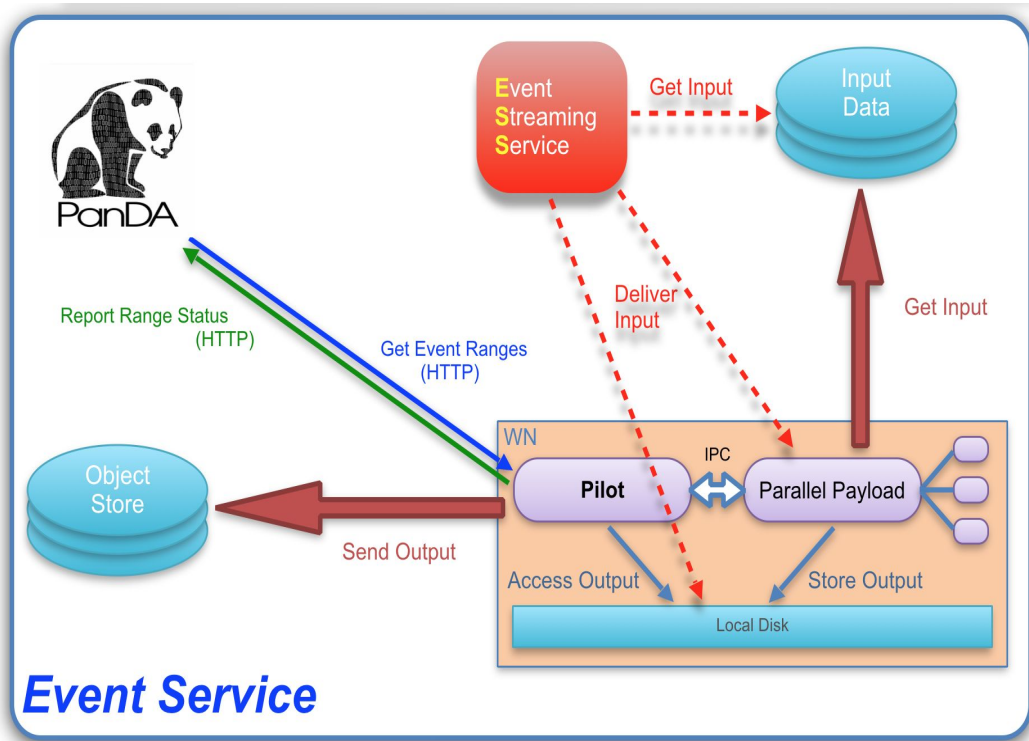 PanDA
Event
Streaming
Service
Get Input
Input
Data
Report Range Status
(HTTP)
Get Event Ranges
(HTTP)
Deliver
Input
Get Input
Object
Store
Send Output
WN
Pilot
IPC
Parallel Payload
Access Output
Store Output
Local Disk
Event Service